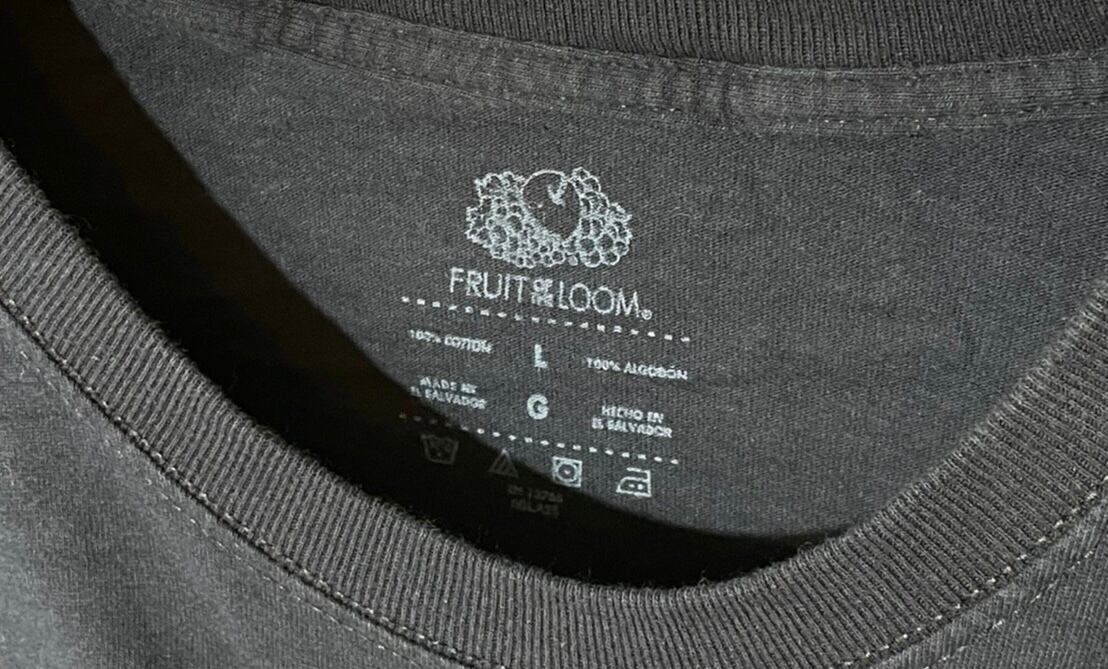 FRUIT OF THE LOOM®
100% COTTON L 100% ALGODÓN
MADE IN EL SALVADOR G HECHO EN EL SALVADOR